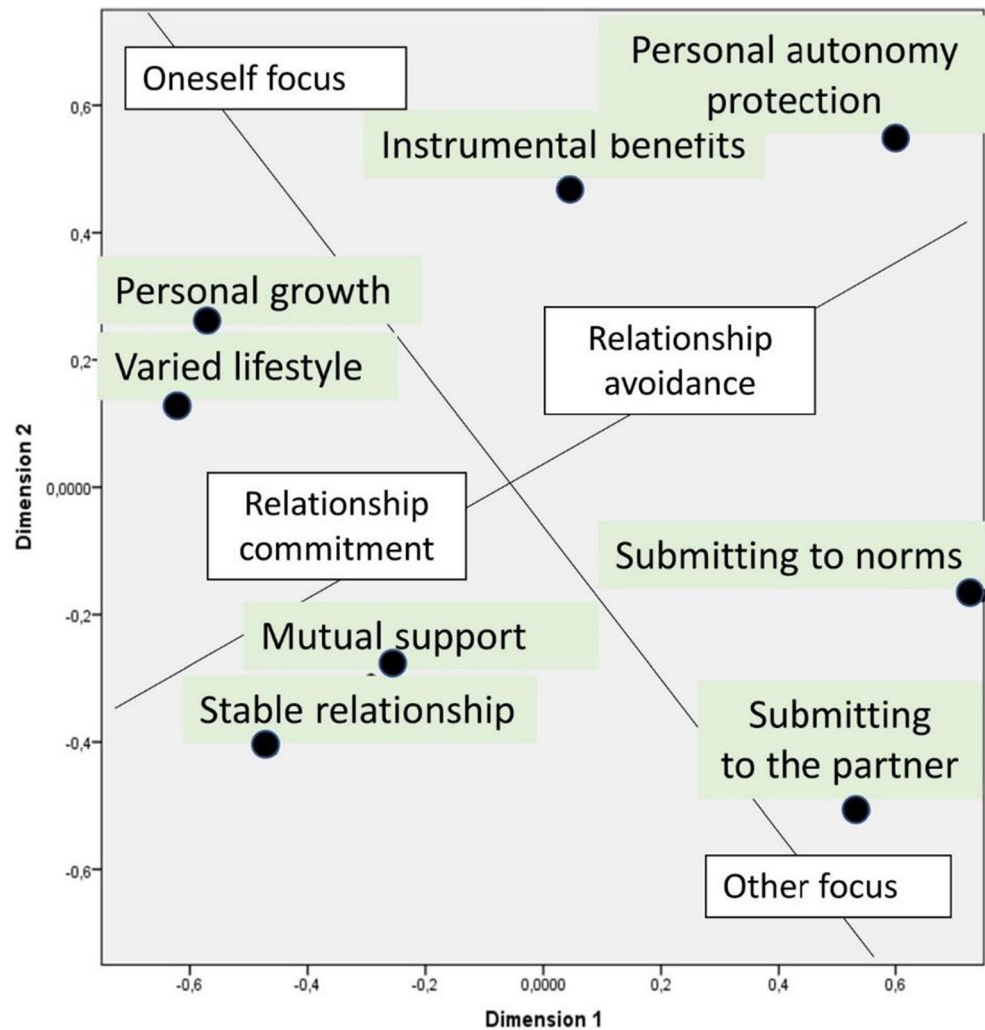 Oneself focus
Personal autonomy
protection
0,6
Instrumental benefits
0,4
Personal growth
Relationship
avoidance
0,2
Varied lifestyle
Dimension 2
0,0000
Relationship
commitment
Submitting to norms
-0,2
Mutual support
Stable relationship
Submitting
to the partner
-0,4
-0,6
Other focus
-0,6
-0,4
-0,2
0,0000
0,2
0,4
0,6
Dimension 1